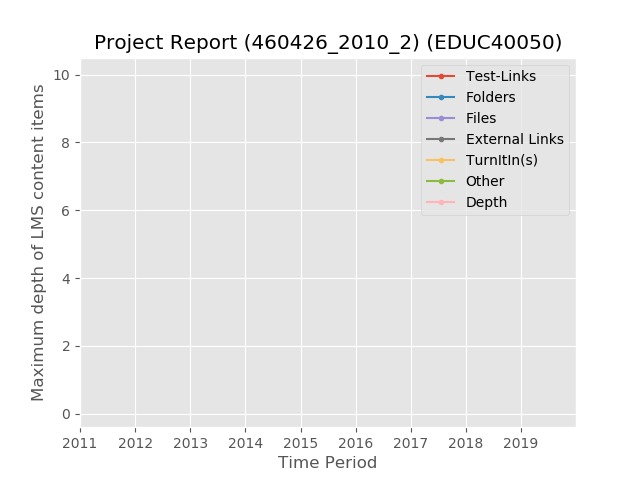 Project Report (460426_2010_2) (EDUC40050)
Maximum depth of LMS content items
10
8
6
4
2
0
Test-Links
Folders
Files
External Links
TurnItIn(s)
Other
Depth
2011 2012 2013 2014 2015 2016 2017 2018 2019
Time Period